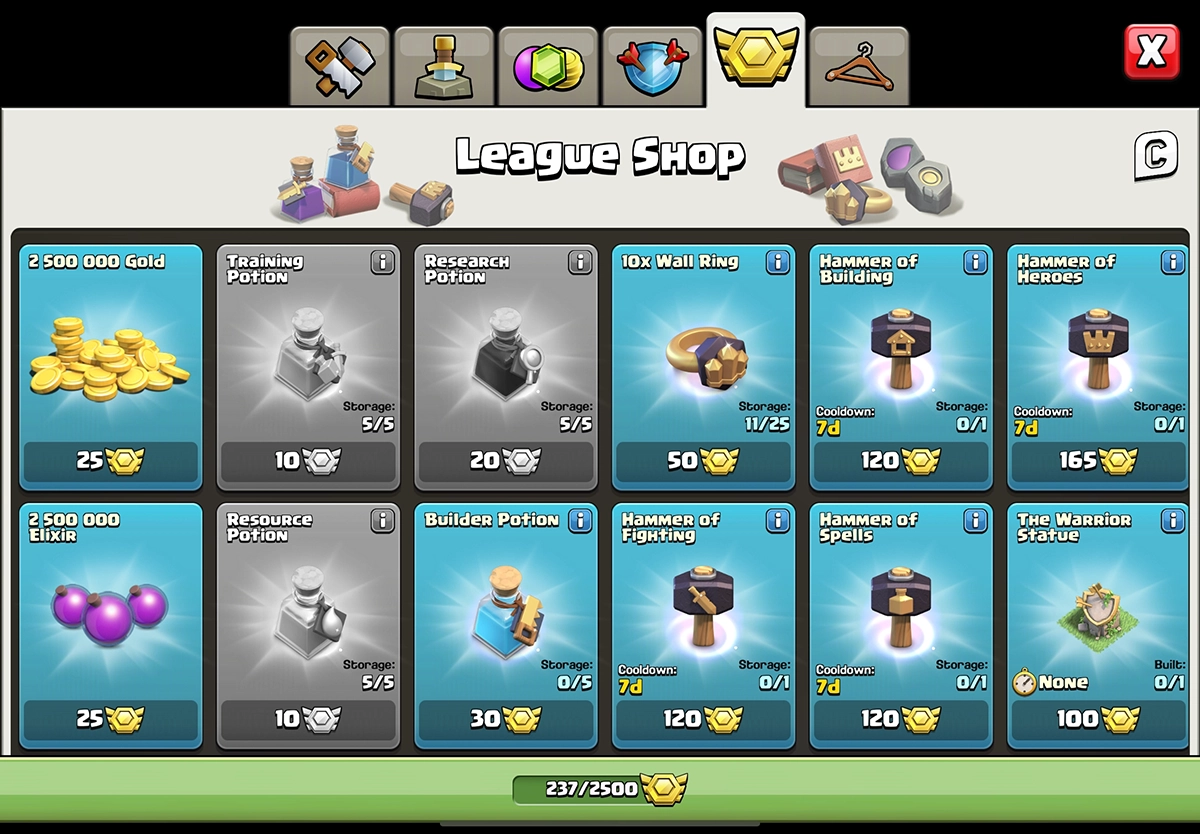 League Shop
C
2 500 000 Gold
25
Training
Potion
Storage:
5/5
10
Research
Potion
Storage:
5/5
20
10x Wall Ring
Storage:
11/25
50
Hammer of
Building
Cooldown:
7d
Storage:
0/1
120
Hammer of
Heroes
Cooldown:
7d
Storage:
0/1
165
2 500 000
Elixir
25
Resource
Potion
Storage:
5/5
10
Builder Potion
Storage:
0/5
30
Hammer of
Fighting
Cooldown:
7d
Storage:
0/1
120
Hammer of
Spells
Cooldown:
7d
Storage:
0/1
120
The Warrior
Statue
None
Built:
0/1
100
237/2500